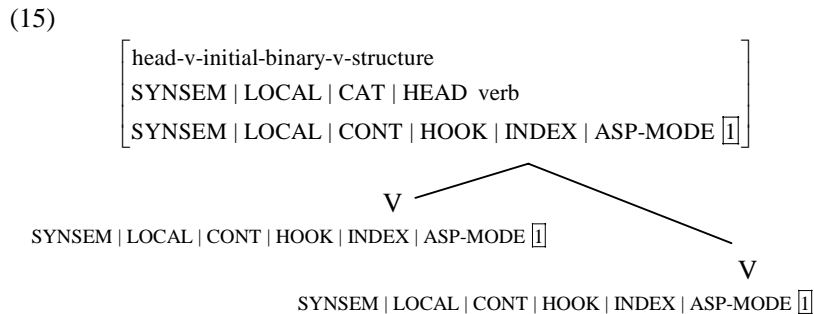 (15)
head-v-initial-binary-v-structure
SYNSEM | LOCAL | CAT | HEAD verb
SYNSEM | LOCAL | CONT | HOOK | INDEX | ASP-MODE 1
V
SYNSEM | LOCAL | CONT | HOOK | INDEX | ASP-MODE 1
V
SYNSEM | LOCAL | CONT | HOOK | INDEX | ASP-MODE 1